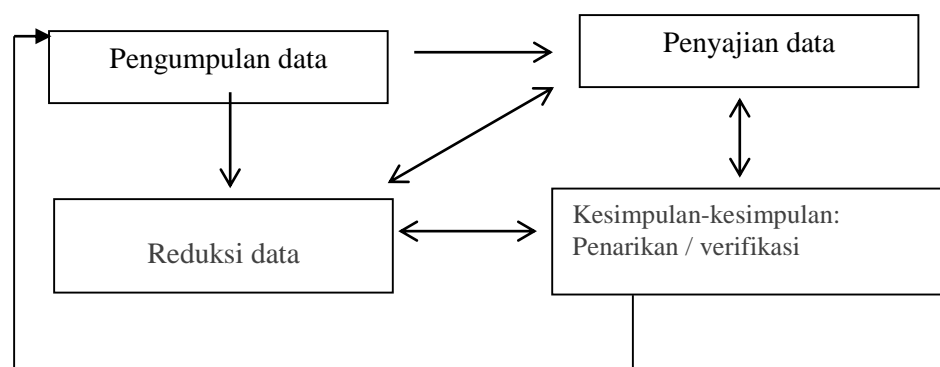 Pengumpulan data
Penyajian data
Reduksi data
Kesimpulan-kesimpulan:
Penarikan / verifikasi